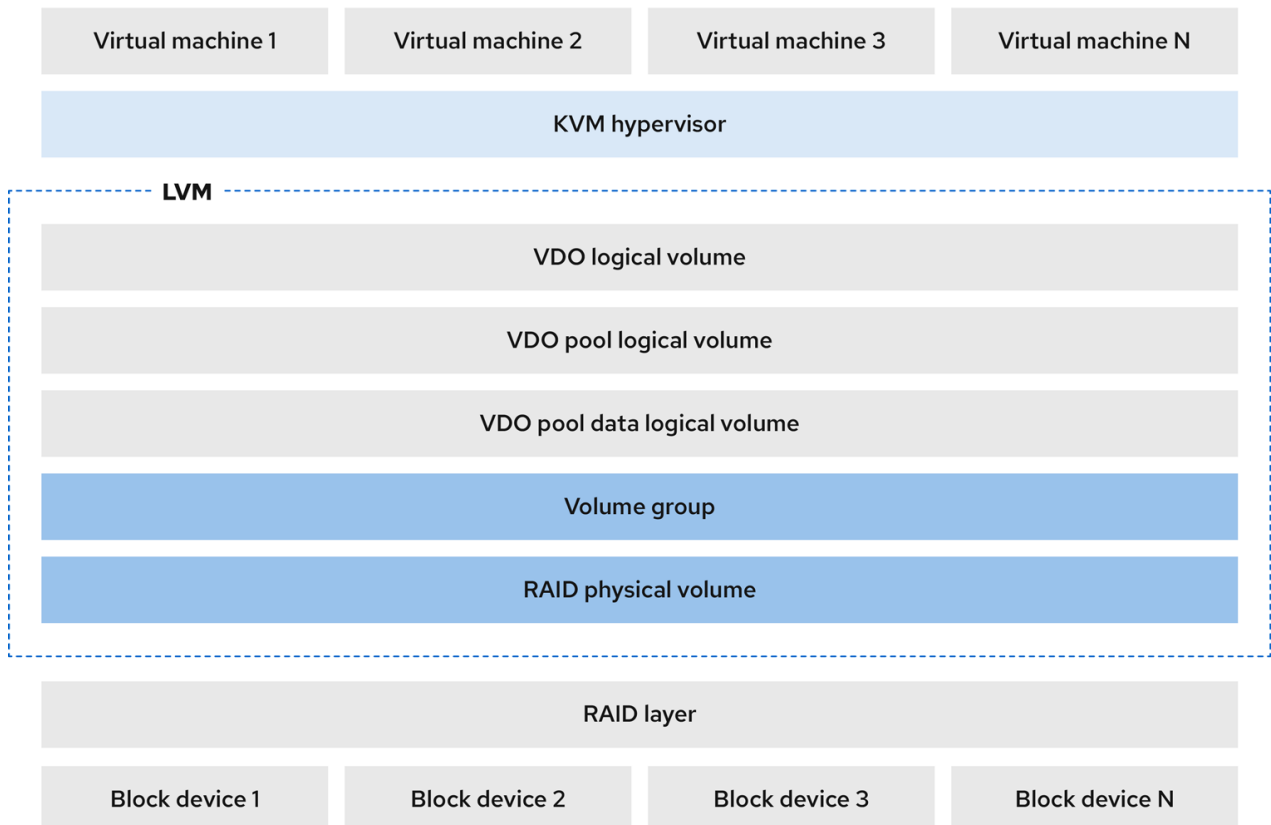 Virtual machine 1
Virtual machine 2
Virtual machine 3
Virtual machine N
KVM hypervisor
LVM
VDO logical volume
VDO pool logical volume
VDO pool data logical volume
Volume group
RAID physical volume
RAID layer
Block device 1
Block device 2
Block device 3
Block device N